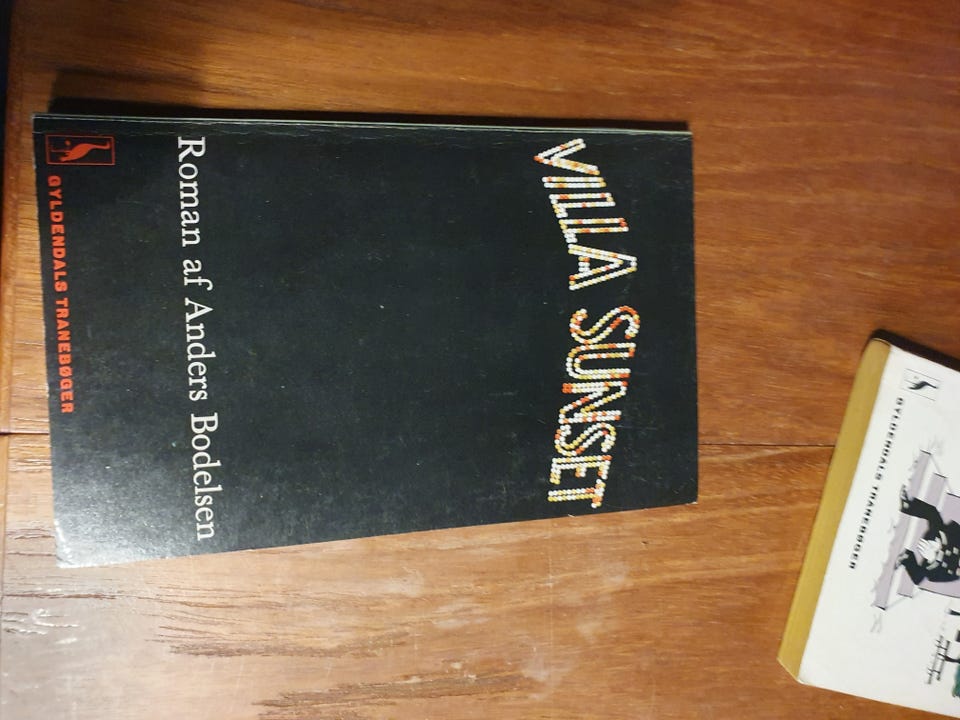 VILLA SUNSET
Roman af Anders Bodelsen
GYLDENDALS TRANEBØGER
GYLDENDALS TRANEBØGER